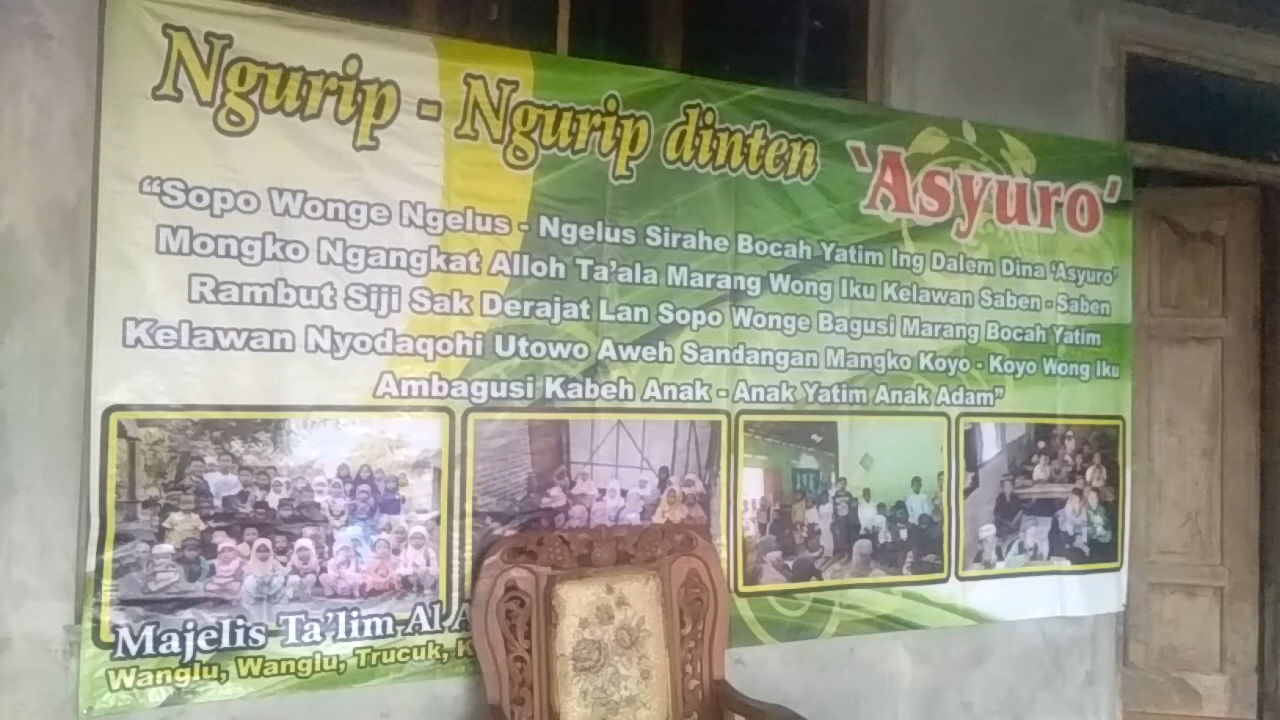 Ngurip - Ngurip dinten 'Asyuro'
"Sopo Wonge Ngelus - Ngelus Sirahe Bocah Yatim Ing Dalem Dina 'Asyuro'
Mongko Ngangkat Alloh Ta'ala Marang Wong Iku Kelawan Saben - Saben
Rambut Siji Sak Derajat Lan Sopo Wonge Bagusi Marang Bocah Yatim
Kelawan Nyodaqohi Utowo Aweh Sandangan Mangko Koyo - Koyo Wong Iku
Ambagusi Kabeh Anak - Anak Yatim Anak Adam"
Majelis Ta'lim Al
Wanglu, Wanglu, Trucuk,